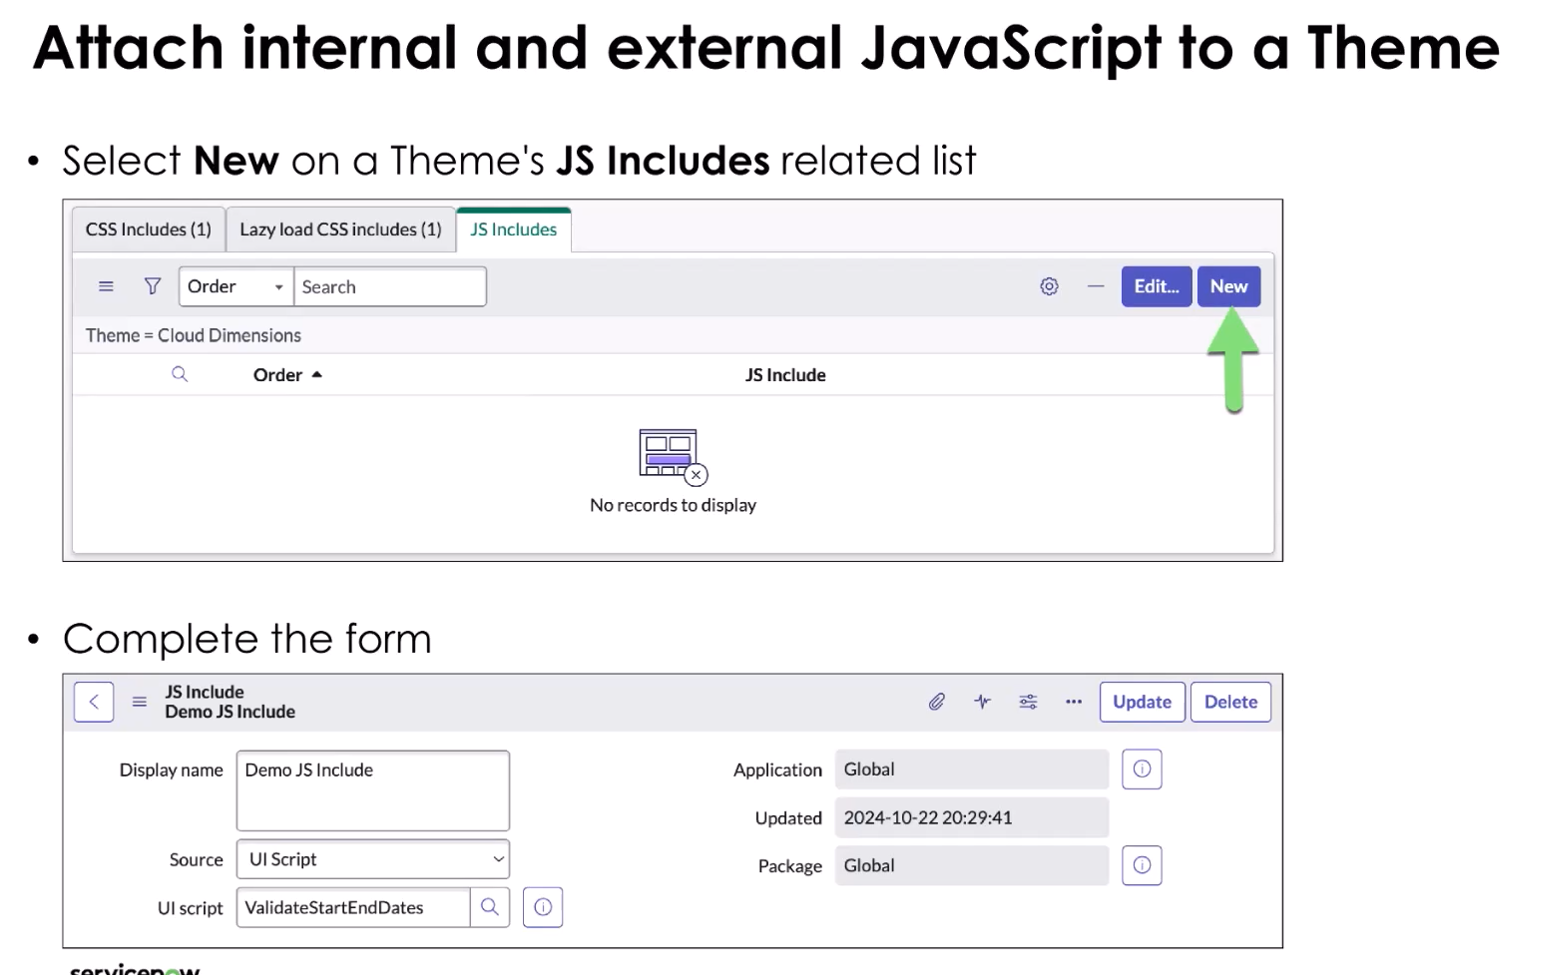 Attach internal and external JavaScript to a Theme
• Select New on a Theme's JS Includes related list
CSS Includes (1) Lazy load CSS includes (1) JS Includes
Order Search Edit... New
Theme = Cloud Dimensions
Order JS Include
No records to display
• Complete the form
JS Include
Demo JS Include
Update Delete
Display name Demo JS Include Application Global
Updated 2024-10-22 20:29:41
Source UI Script Package Global
UI script ValidateStartEndDates
servicenow